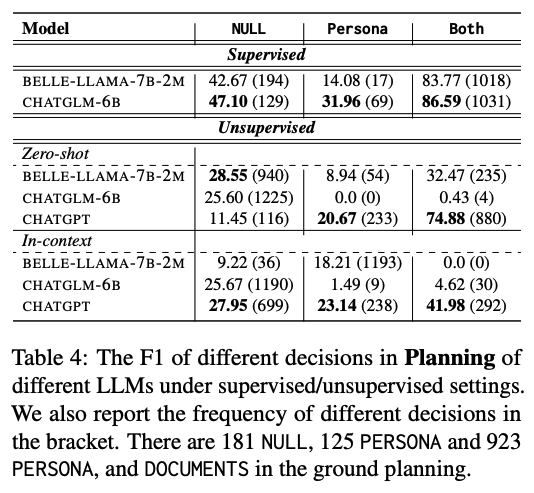 Model NULL Persona Both
Supervised
BELLE-LLAMA-7B-2M 42.67 (194) 14.08 (17) 83.77 (1018)
CHATGLM-6B 47.10 (129) 31.96 (69) 86.59 (1031)
Unsupervised
Zero-shot
BELLE-LLAMA-7B-2M 28.55 (940) 8.94 (54) 32.47 (235)
CHATGLM-6B 25.60 (1225) 0.0 (0) 0.43 (4)
CHATGPT 11.45 (116) 20.67 (233) 74.88 (880)
In-context
BELLE-LLAMA-7B-2M 9.22 (36) 18.21 (1193) 0.0 (0)
CHATGLM-6B 25.67 (1190) 1.49 (9) 4.62 (30)
CHATGPT 27.95 (699) 23.14 (238) 41.98 (292)
Table 4: The F1 of different decisions in Planning of
different LLMs under supervised/unsupervised settings.
We also report the frequency of different decisions in
the bracket. There are 181 NULL, 125 PERSONA and 923
PERSONA, and DOCUMENTS in the ground planning.